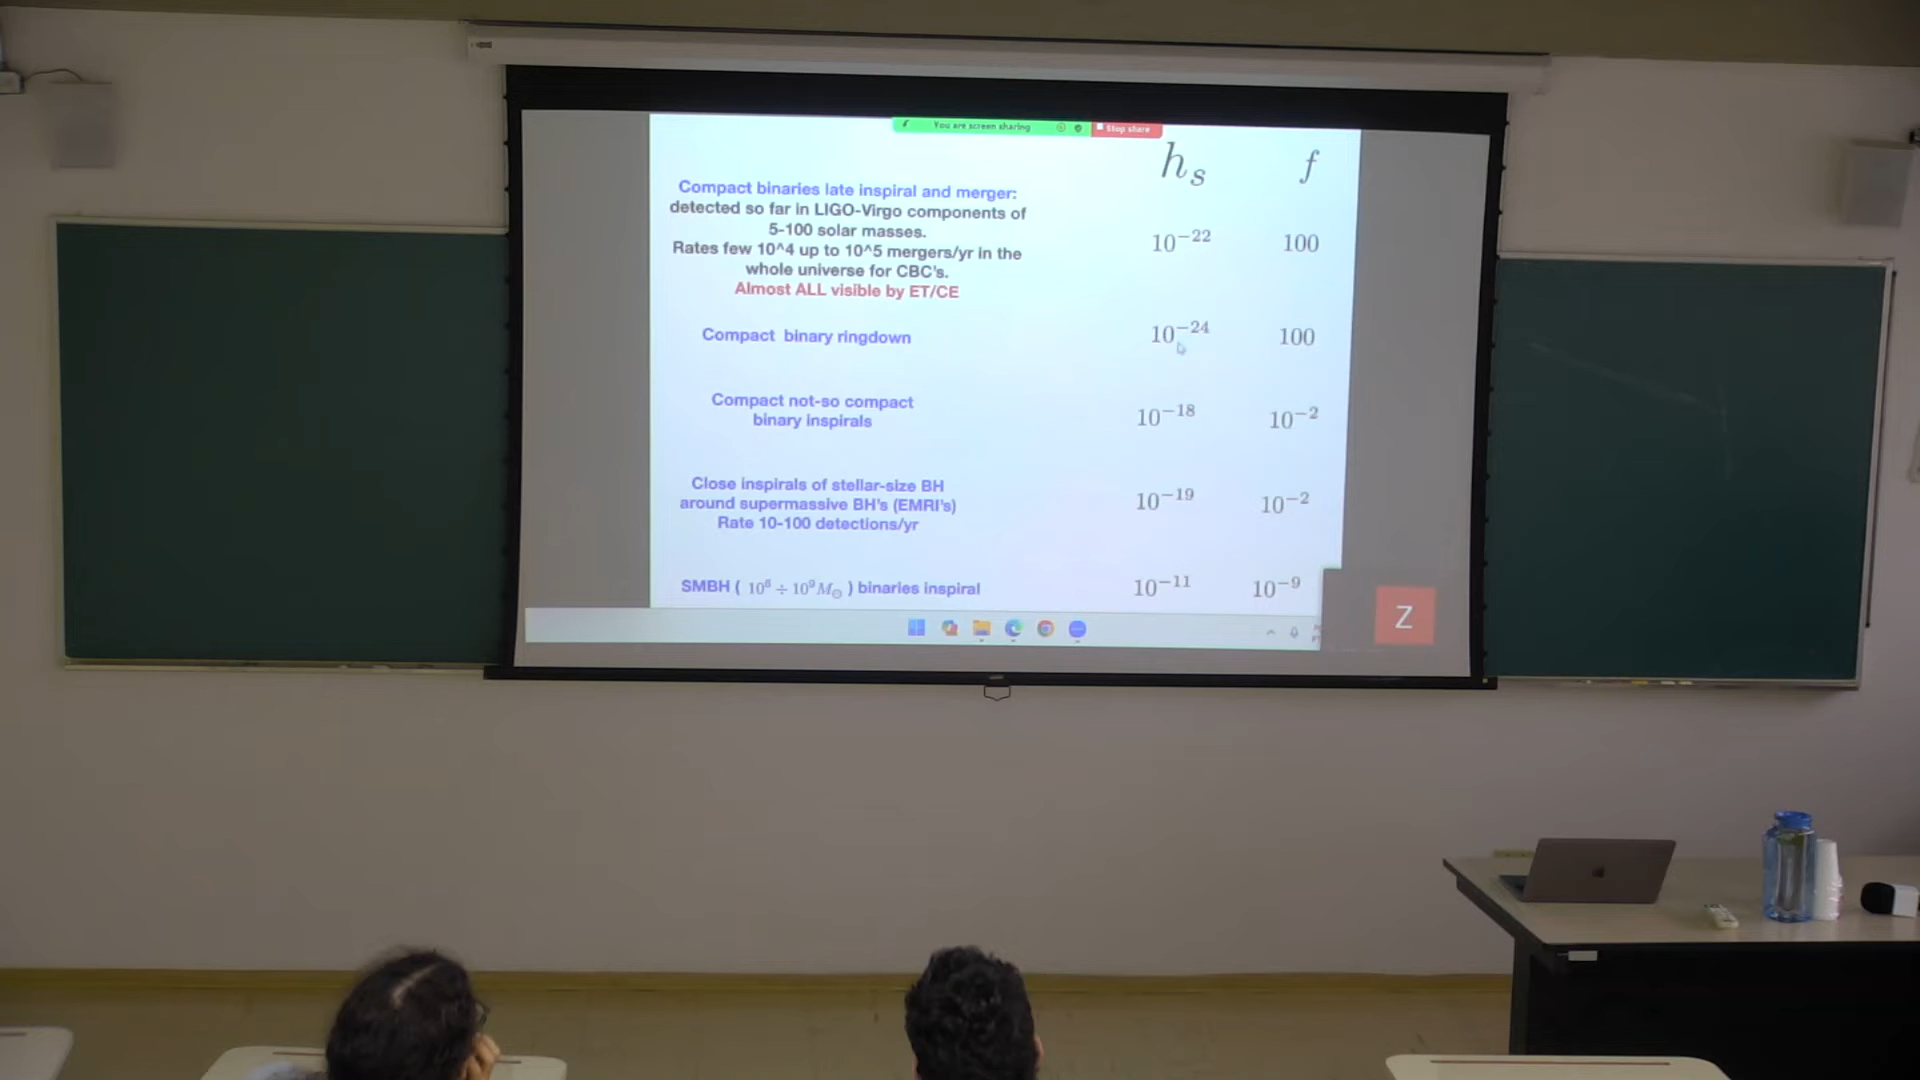 You are screen sharing Stop share
h_s f
Compact binaries late inspiral and merger:
detected so far in LIGO-Virgo components of
5-100 solar masses.
Rates few 10^4 up to 10^5 mergers/yr in the
whole universe for CBC's.
Almost ALL visible by ET/CE
10^{-22} 100
Compact binary ringdown 10^{-24} 100
Compact not-so compact
binary inspirals
10^{-18} 10^{-2}
Close inspirals of stellar-size BH
around supermassive BH's (EMRI's)
Rate 10-100 detections/yr
10^{-19} 10^{-2}
SMBH ( 10^6 ÷ 10^9 M_⊙ ) binaries inspiral 10^{-11} 10^{-9}
Z